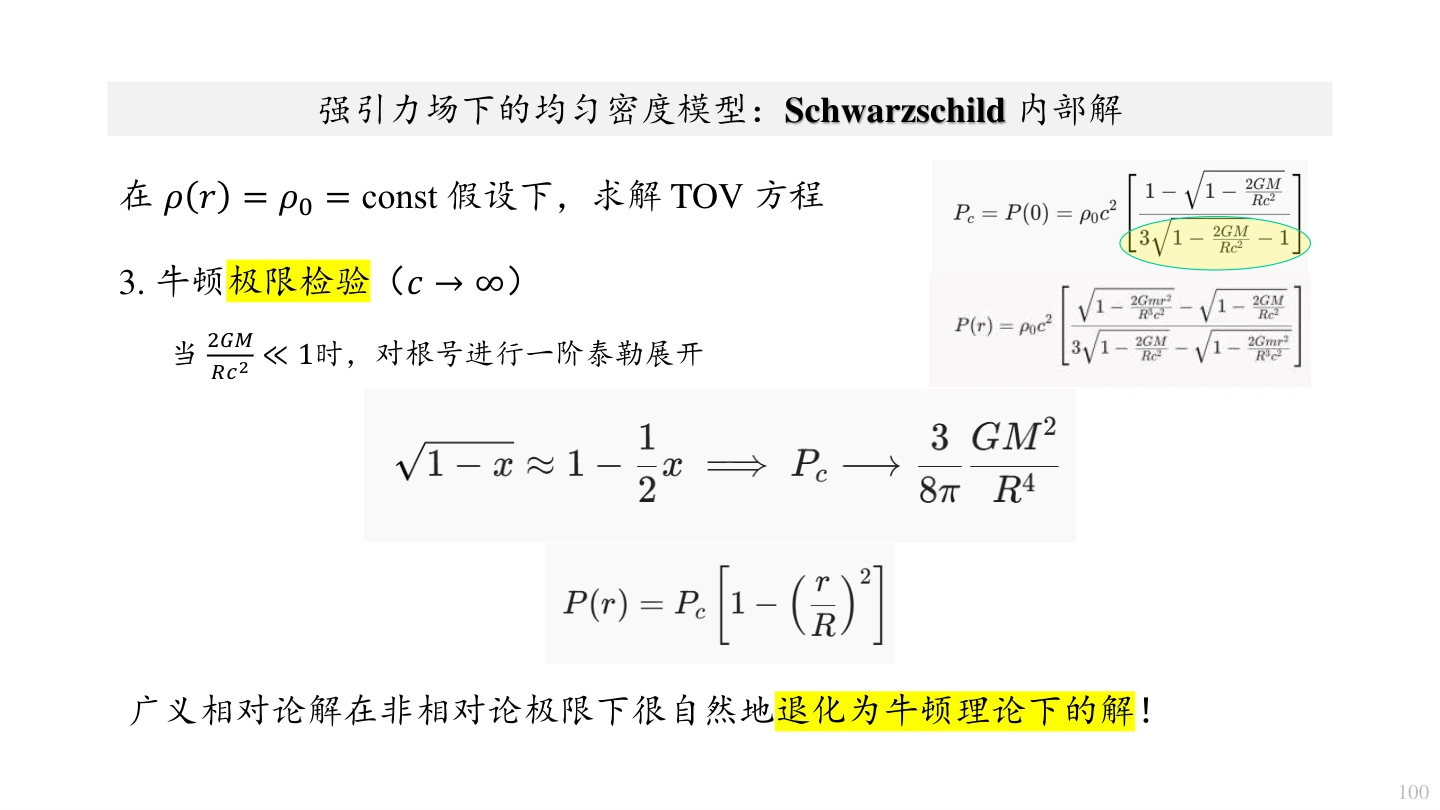 强引力场下的均匀密度模型：Schwarzschild 内部解
在 ρ(r) = ρ₀ = const 假设下，求解 TOV 方程
P_c = P(0) = ρ₀c² [ (1 − √(1 − 2GM/Rc²)) / (3√(1 − 2GM/Rc²) − 1) ]
3. 牛顿极限检验（c → ∞）
P(r) = ρ₀c² [ (√(1 − 2Gmr²/R³c²) − √(1 − 2GM/Rc²)) / (3√(1 − 2GM/Rc²) − √(1 − 2Gmr²/R³c²)) ]
当 2GM/Rc² ≪ 1时，对根号进行一阶泰勒展开
√(1 − x) ≈ 1 − 1/2 x ⟹ P_c ⟶ 3/8π GM²/R⁴
P(r) = P_c [1 − (r/R)²]
广义相对论解在非相对论极限下很自然地退化为牛顿理论下的解！
100